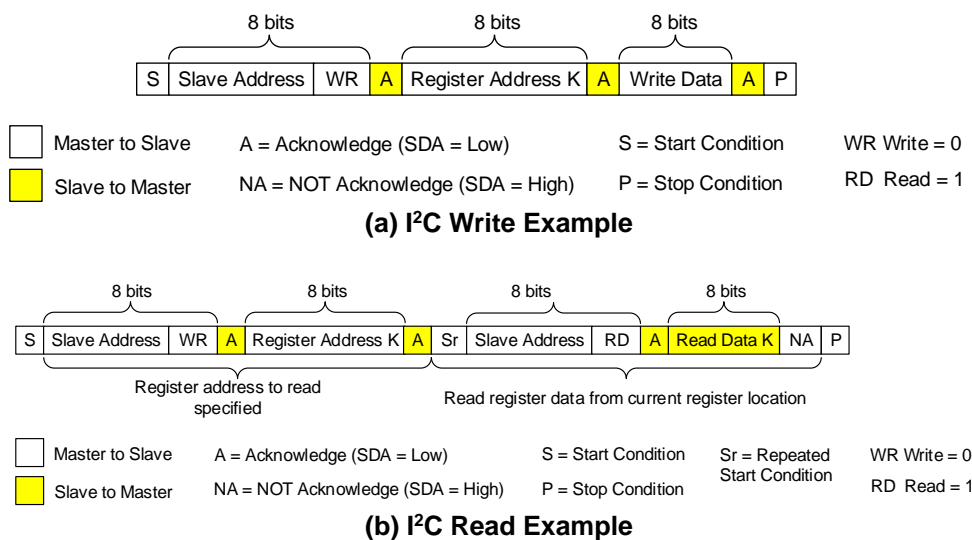 8 bits 8 bits 8 bits
S Slave Address WR A Register Address K A Write Data A P
Master to Slave A = Acknowledge (SDA = Low) S = Start Condition WR Write = 0
Slave to Master NA = NOT Acknowledge (SDA = High) P = Stop Condition RD Read = 1
(a) I²C Write Example
8 bits 8 bits 8 bits 8 bits
S Slave Address WR A Register Address K A Sr Slave Address RD A Read Data K NA P
Register address to read
specified
Read register data from current register location
Master to Slave A = Acknowledge (SDA = Low) S = Start Condition Sr = Repeated
Start Condition WR Write = 0
Slave to Master NA = NOT Acknowledge (SDA = High) P = Stop Condition RD Read = 1
(b) I²C Read Example